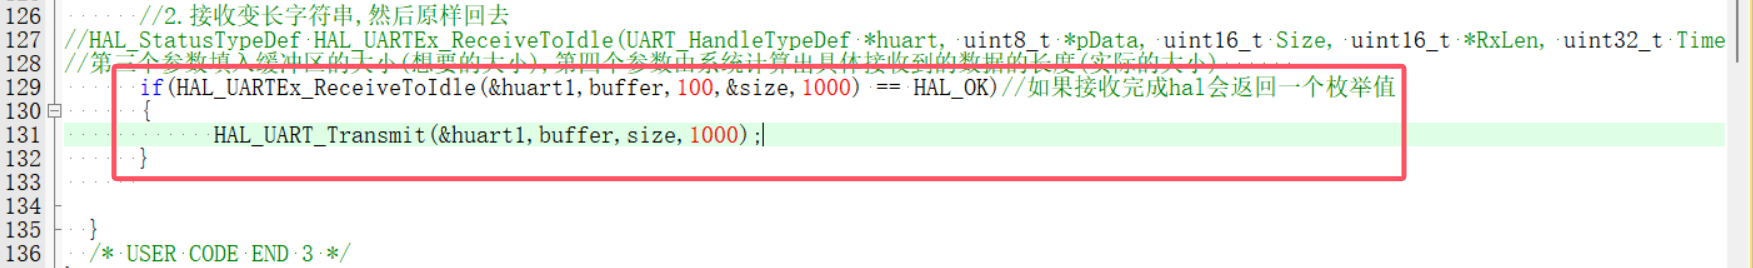 126 //2.接收变长字符串,然后原样回去
127 //HAL_StatusTypeDef HAL_UARTEx_ReceiveToIdle(UART_HandleTypeDef *huart, uint8_t *pData, uint16_t Size, uint16_t *RxLen, uint32_t Time
128 //第三个参数填入缓冲区的大小(想要的大小),第四个参数由系统计算出具体接收到的数据的长度(实际的大小)
129 if(HAL_UARTEx_ReceiveToIdle(&huart1,buffer,100,&size,1000) == HAL_OK)//如果接收完成hal会返回一个枚举值
130 {
131 HAL_UART_Transmit(&huart1,buffer,size,1000);
132 }
133
134
135 }
136 /* USER CODE END 3 */